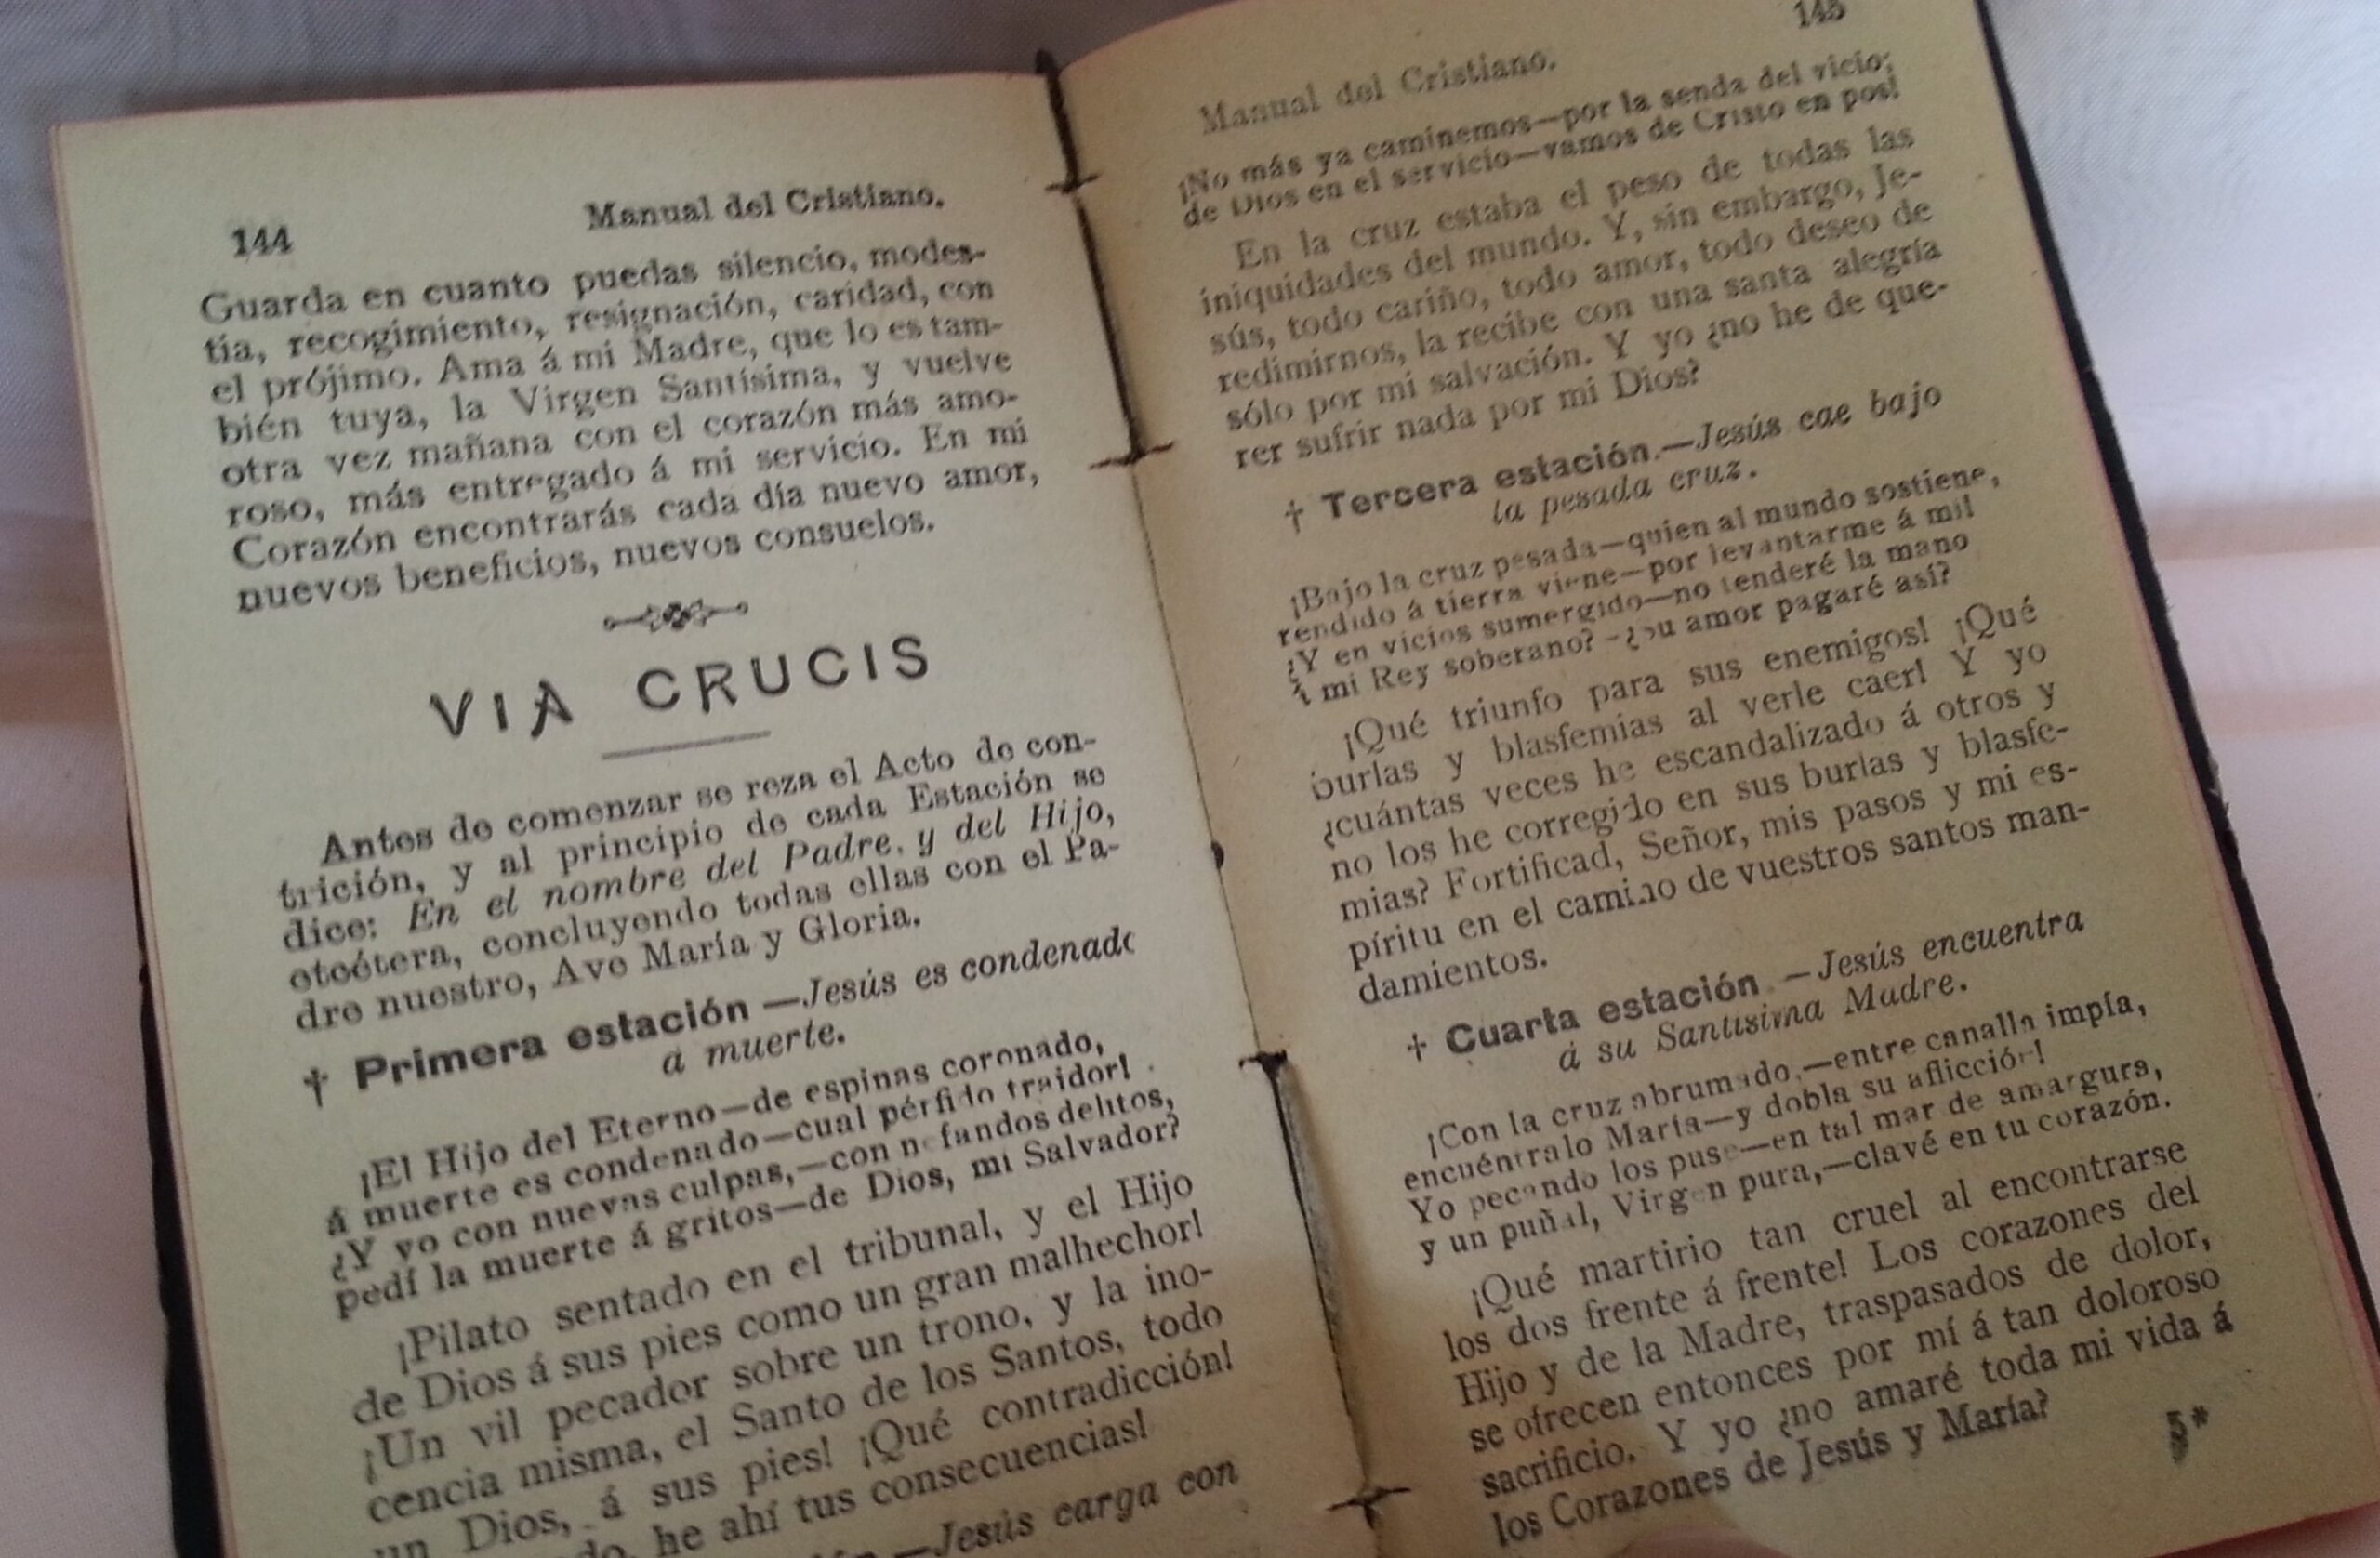 144
Manual del Cristiano.
Guarda en cuanto puedas silencio, modes-
tia, recogimiento, resignación, caridad, con
el prójimo. Ama á mi Madre, que lo es tam-
bién tuya, la Virgen Santísima, y vuelve
otra vez mañana con el corazón más amo-
roso, más entregado á mi servicio. En mi
Corazón encontrarás cada día nuevo amor,
nuevos beneficios, nuevos consuelos.
VIA CRUCIS
Antes de comenzar se reza el Acto de con-
trición, y al principio de cada Estación se
dice: En el nombre del Padre, y del Hijo,
etcétera, concluyendo todas ellas con el Pa-
dre nuestro, Ave María y Gloria.
† Primera estación —Jesús es condenado
á muerte.
¡El Hijo del Eterno—de espinas coronado,
á muerte es condenado—cual pérfido traidor!
¿Y yo con nuevas culpas,—con nefandos delitos,
pedí la muerte á gritos—de Dios, mi Salvador?
¡Pilato sentado en el tribunal, y el Hijo
de Dios á sus pies como un gran malhechor!
¡Un vil pecador sobre un trono, y la ino-
cencia misma, el Santo de los Santos, todo
un Dios, á sus pies! ¡Qué contradicción!
he ahí tus consecuencias!
—Jesús carga con
145
Manual del Cristiano.
¡No más ya caminemos—por la senda del vicio;
de Dios en el servicio—vamos de Cristo en pos!
En la cruz estaba el peso de todas las
iniquidades del mundo. Y, sin embargo, Je-
sús, todo cariño, todo amor, todo deseo de
redimirnos, la recibe con una santa alegría
sólo por mi salvación. Y yo ¿no he de que-
rer sufrir nada por mi Dios?
† Tercera estación.—Jesús cae bajo
la pesada cruz.
¡Bajo la cruz pesada—quien al mundo sostiene,
rendido á tierra viene—por levantarme á mi!
¿Y en vicios sumergido—no tenderé la mano
á mi Rey soberano? -¿Su amor pagaré así?
¡Qué triunfo para sus enemigos! ¡Qué
burlas y blasfemias al verle caer! Y yo
¿cuántas veces he escandalizado á otros y
no los he corregido en sus burlas y blasfe-
mias? Fortificad, Señor, mis pasos y mi es-
píritu en el camino de vuestros santos man-
damientos.
† Cuarta estación.—Jesús encuentra
á su Santisima Madre.
¡Con la cruz abrumado,—entre canalla impía,
encuéntralo María—y dobla su aflicción!
Yo pecando los puse—en tal mar de amargura,
y un puñal, Virgen pura,—clavé en tu corazón.
¡Qué martirio tan cruel al encontrarse
los dos frente á frente! Los corazones del
Hijo y de la Madre, traspasados de dolor,
se ofrecen entonces por mí á tan doloroso
sacrificio. Y yo ¿no amaré toda mi vida á
los Corazones de Jesús y María?
5*